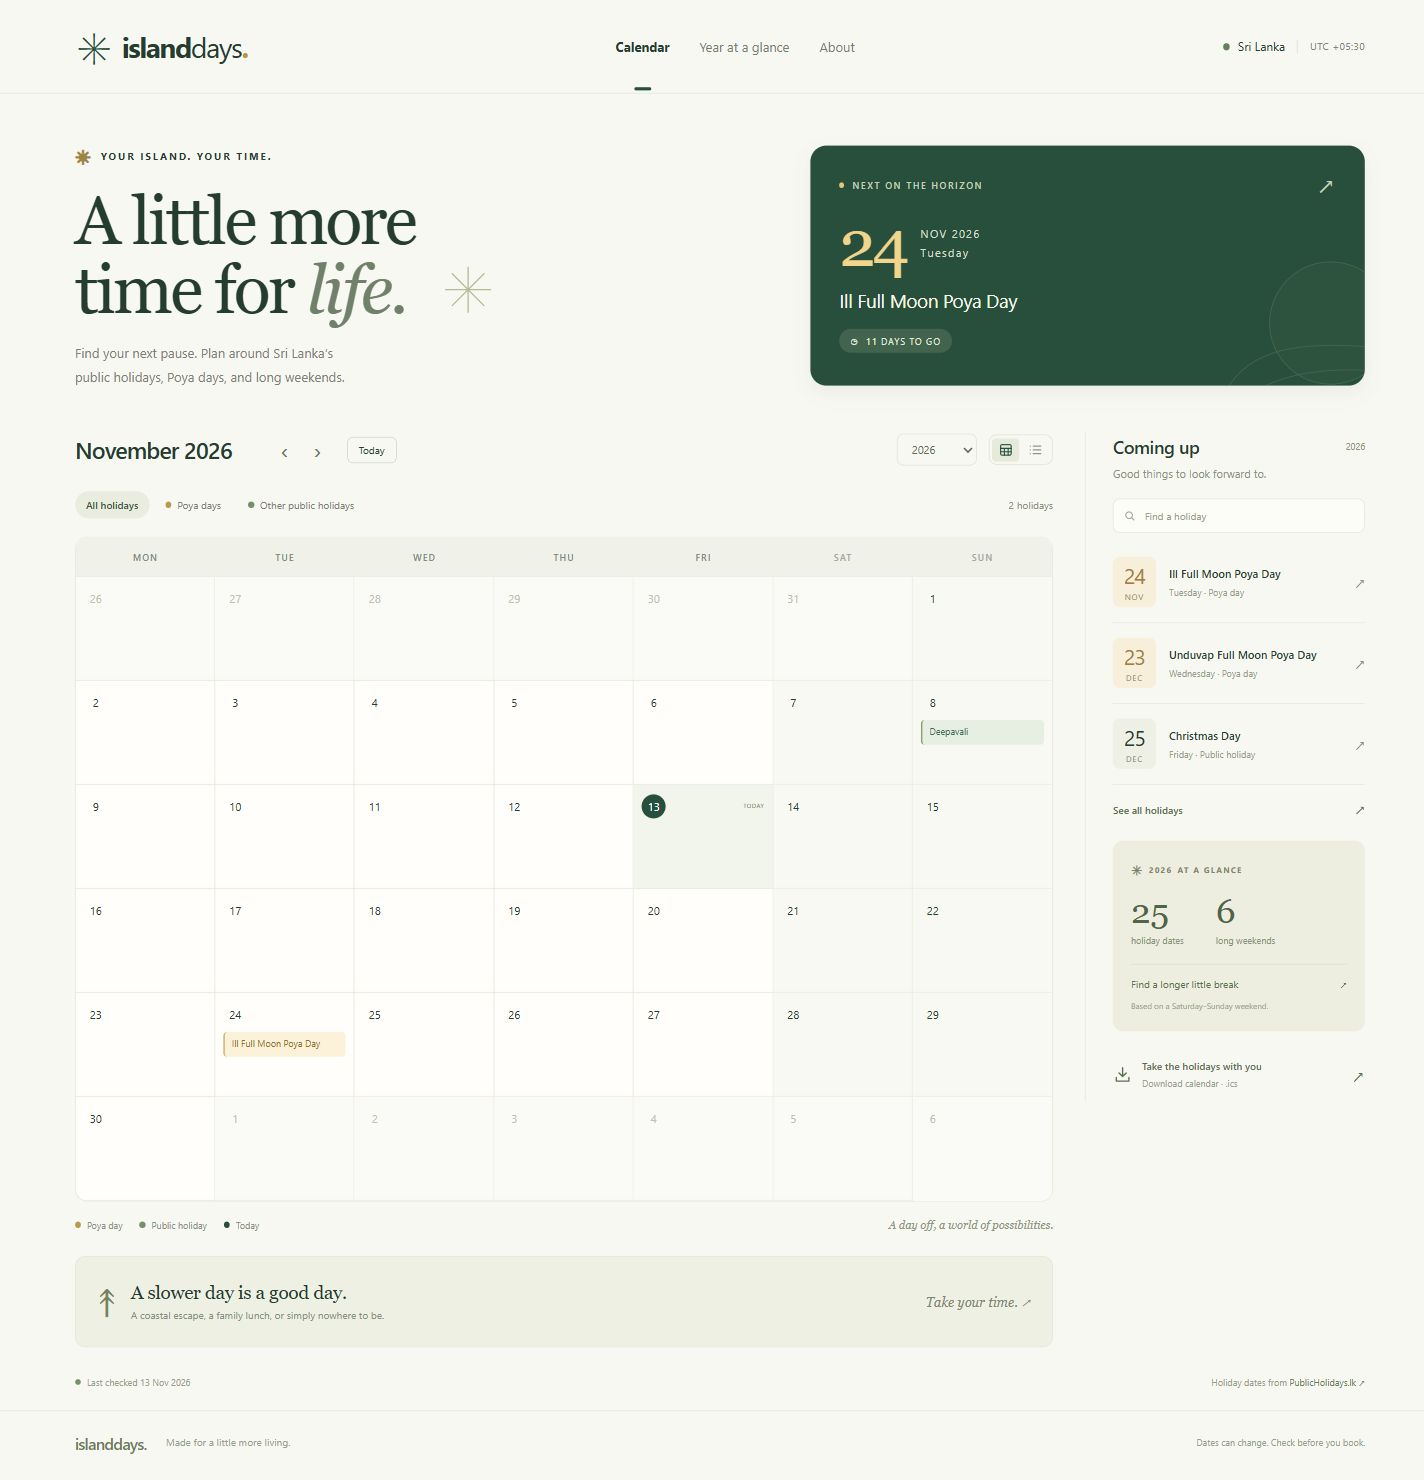 islanddays.
Calendar
Year at a glance
About
Sri Lanka
UTC +05:30
YOUR ISLAND. YOUR TIME.
A little more
time for life.
Find your next pause. Plan around Sri Lanka's
public holidays, Poya days, and long weekends.
NEXT ON THE HORIZON
24
NOV 2026
Tuesday
Ill Full Moon Poya Day
11 DAYS TO GO
November 2026
Today
2026
All holidays
Poya days
Other public holidays
2 holidays
MON TUE WED THU FRI SAT SUN
26 27 28 29 30 31 1
2 3 4 5 6 7 8
Deepavali
9 10 11 12 13 TODAY 14 15
16 17 18 19 20 21 22
23 24 25 26 27 28 29
Ill Full Moon Poya Day
30 1 2 3 4 5 6
Poya day
Public holiday
Today
A day off, a world of possibilities.
A slower day is a good day.
A coastal escape, a family lunch, or simply nowhere to be.
Take your time. ↗
Coming up
2026
Good things to look forward to.
Find a holiday
24
NOV
Ill Full Moon Poya Day
Tuesday · Poya day
23
DEC
Unduvap Full Moon Poya Day
Wednesday · Poya day
25
DEC
Christmas Day
Friday · Public holiday
See all holidays
2026 AT A GLANCE
25
holiday dates
6
long weekends
Find a longer little break
Based on a Saturday–Sunday weekend.
Take the holidays with you
Download calendar · .ics
Last checked 13 Nov 2026
Holiday dates from PublicHolidays.lk ↗
islanddays.
Made for a little more living.
Dates can change. Check before you book.